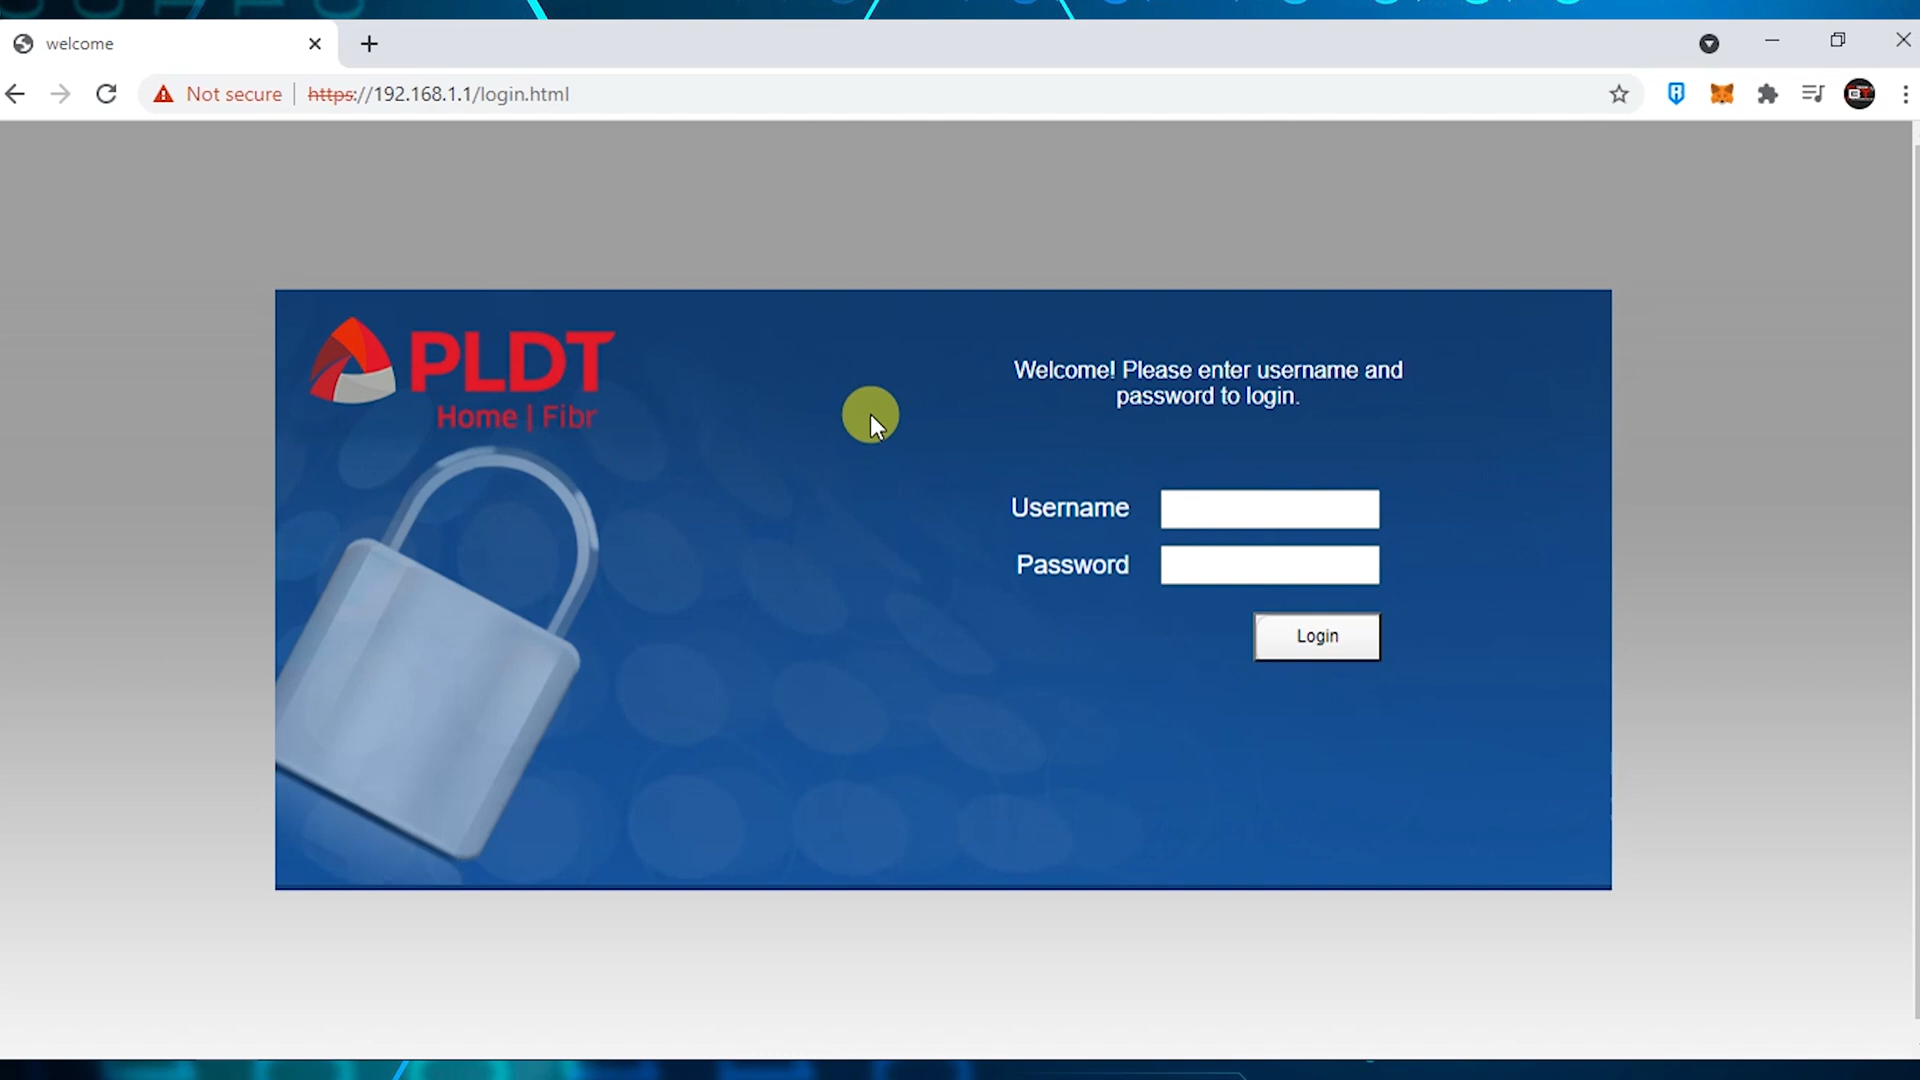 welcome
Not secure
https://192.168.1.1/login.html
PLDT
Home | Fibr
Welcome! Please enter username and
password to login.
Username
Password
Login